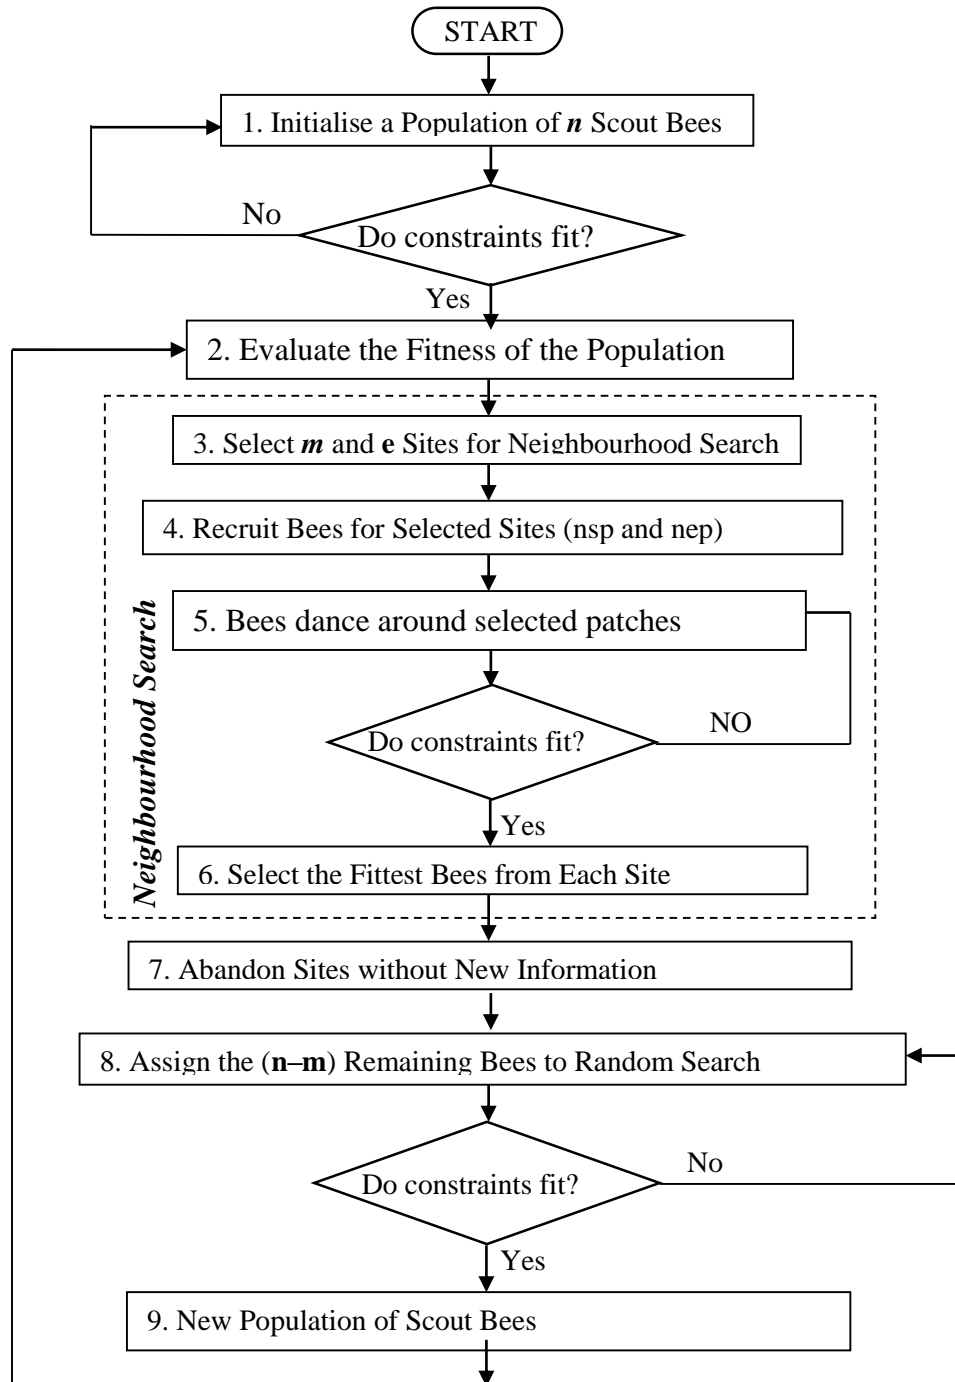 START
1. Initialise a Population of n Scout Bees
No
Do constraints fit?
Yes
2. Evaluate the Fitness of the Population
3. Select m and e Sites for Neighbourhood Search
4. Recruit Bees for Selected Sites (nsp and nep)
5. Bees dance around selected patches
Neighbourhood Search
Do constraints fit?
NO
Yes
6. Select the Fittest Bees from Each Site
7. Abandon Sites without New Information
8. Assign the (n–m) Remaining Bees to Random Search
Do constraints fit?
No
Yes
9. New Population of Scout Bees